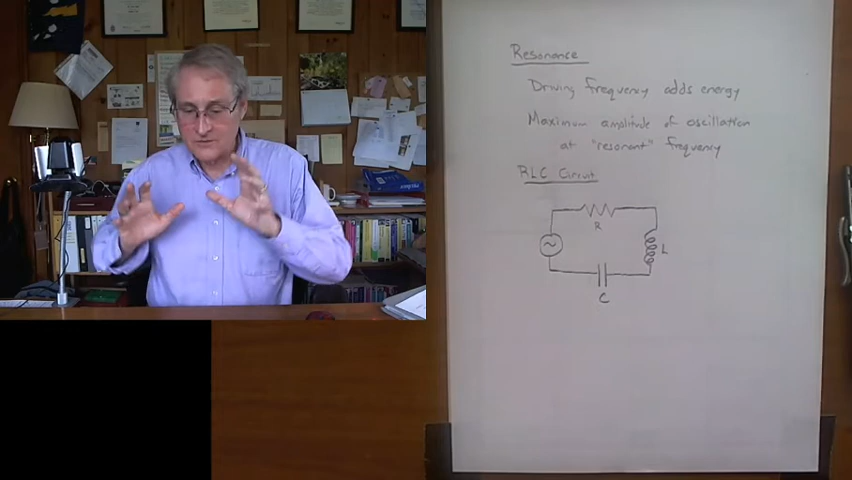 Resonance
Driving frequency adds energy
Maximum amplitude of oscillation
at "resonant" frequency
RLC Circuit
R
L
C